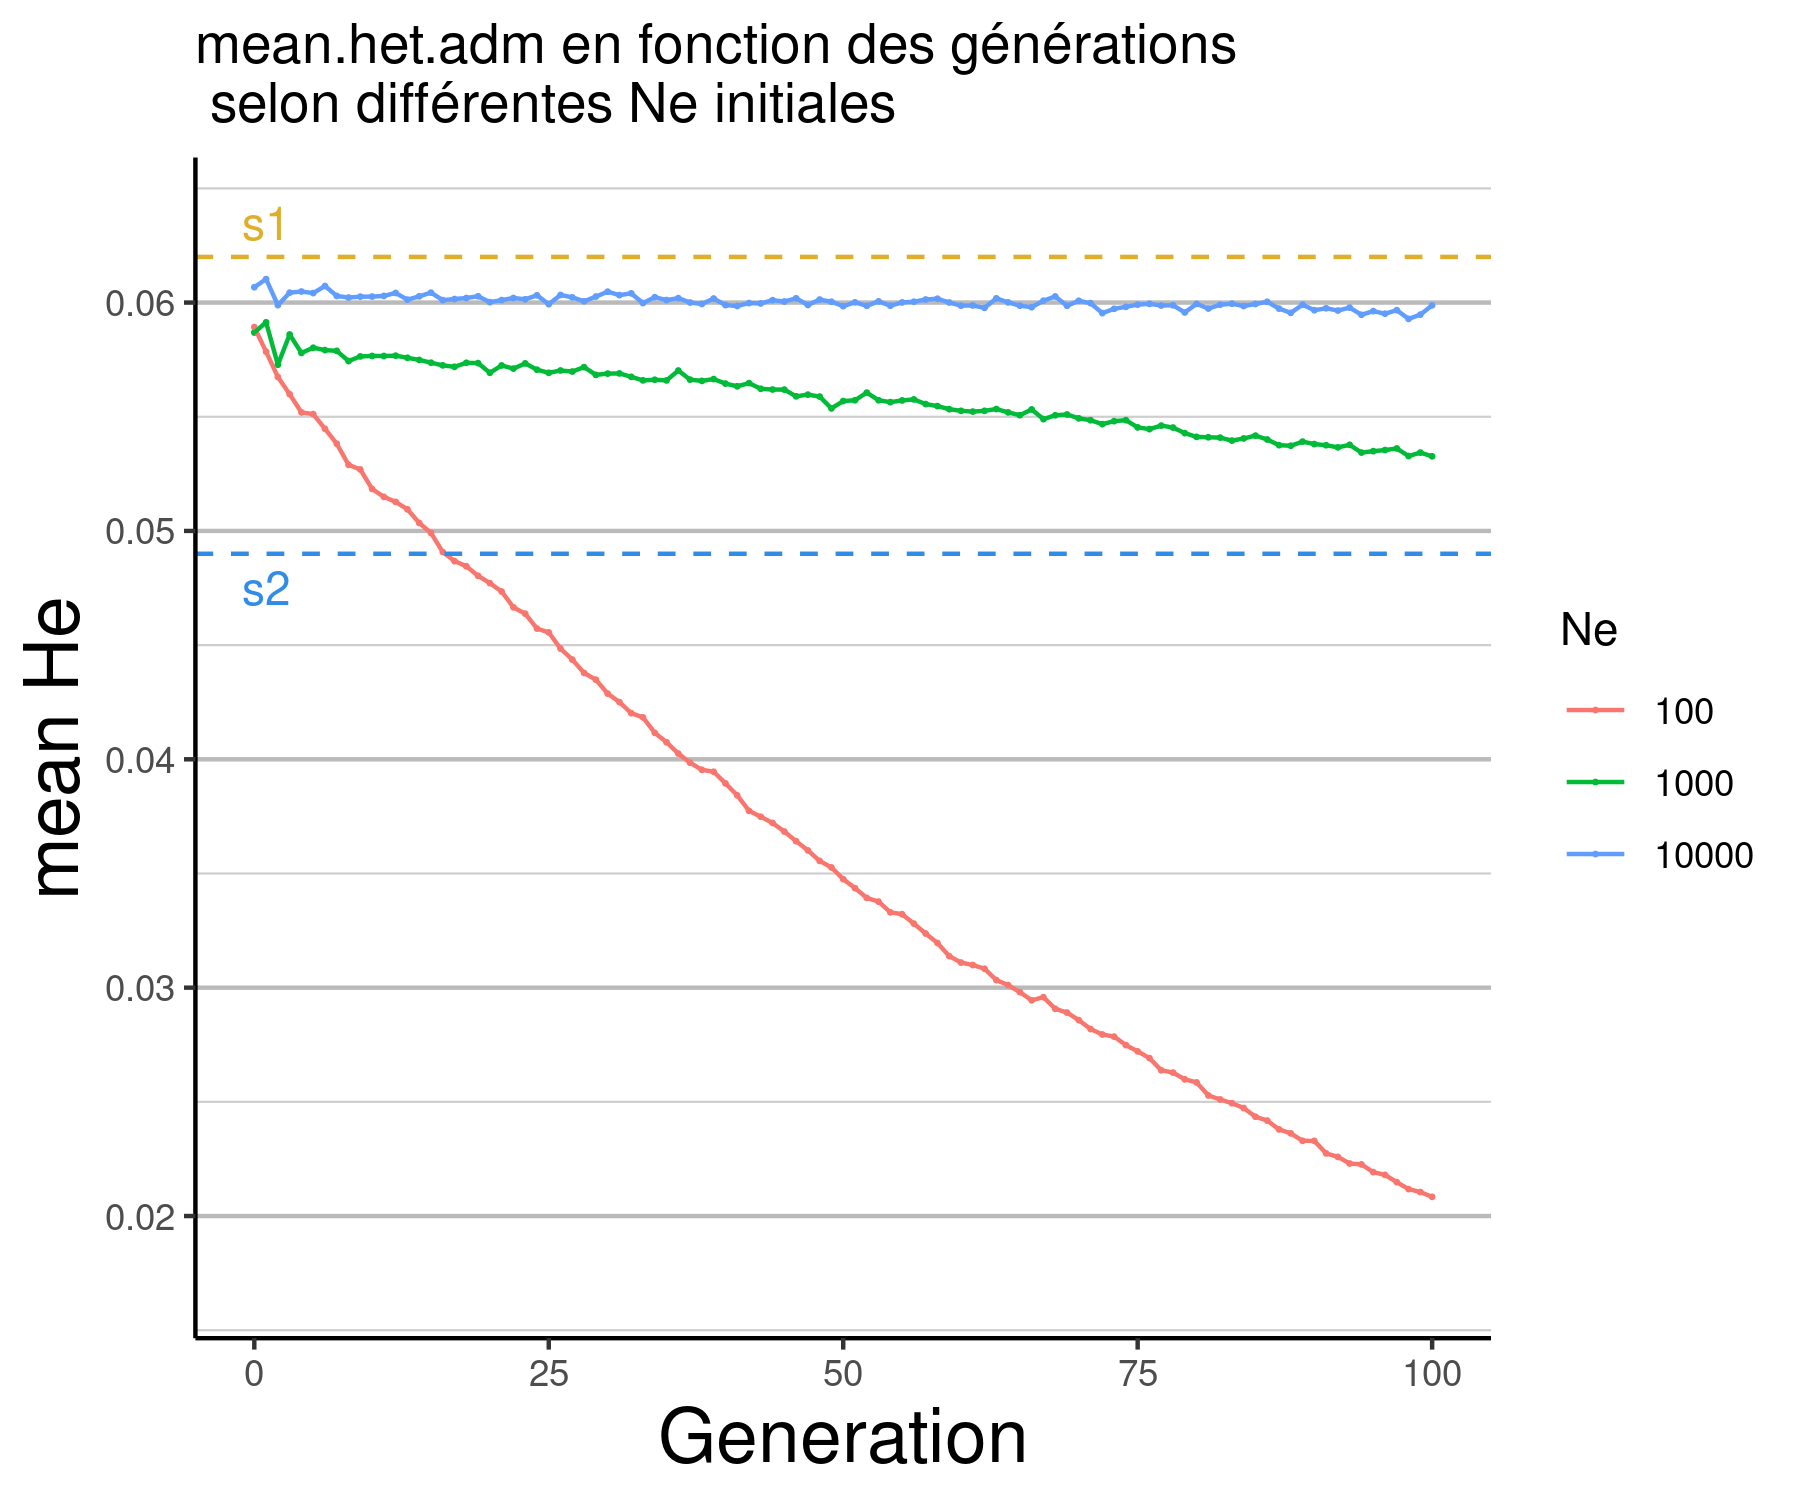 mean.het.adm en fonction des générations
selon différentes Ne initiales
s1
0.06
0.05
s2
mean He
0.04
0.03
0.02
Ne
100
1000
10000
0 25 50 75 100
Generation